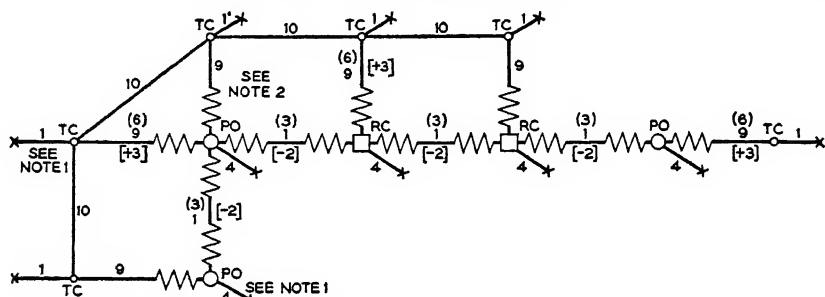 TC 1' TC 1 TC 1
10 10
10 9 (6) 9 [+3] 9
SEE
NOTE 2
1 TC (6) 9 [+3] PO (3) 1 [-2] RC (3) 1 [-2] RC (3) 1 [-2] PO (6) 9 [+3] TC 1
SEE
NOTE 1
4 4 4 4
10 (3) 1 [-2]
1 TC 9 PO
4 SEE NOTE 1